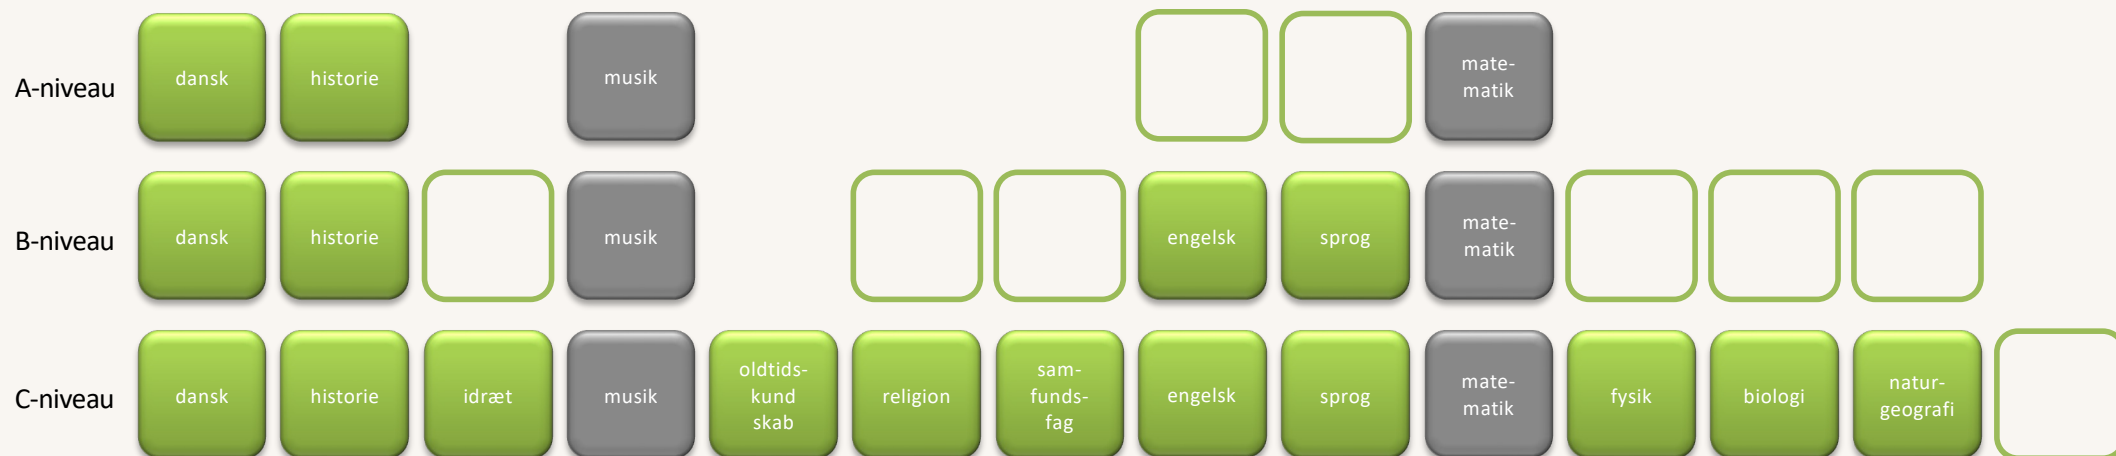 A-niveau
dansk
historie
musik
mate-
matik
B-niveau
dansk
historie
musik
engelsk
sprog
mate-
matik
C-niveau
dansk
historie
idræt
musik
oldtids-
kund
skab
religion
sam-
funds-
fag
engelsk
sprog
mate-
matik
fysik
biologi
natur-
geografi